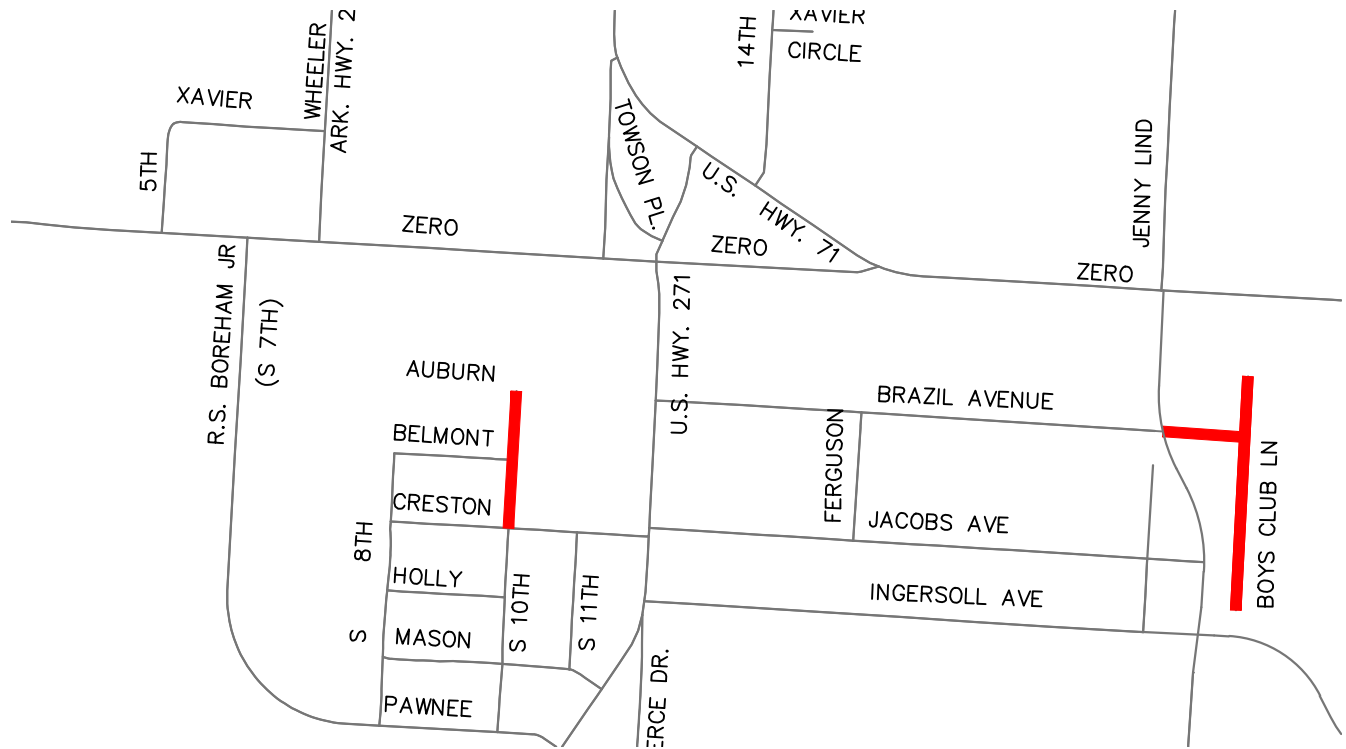 XAVIER
CIRCLE
14TH
WHEELER
ARK. HWY. 2
XAVIER
5TH
TOWSON PL.
U.S. HWY. 71
JENNY LIND
ZERO
ZERO
ZERO
R.S. BOREHAM JR
(S 7TH)
U.S. HWY. 271
AUBURN
BRAZIL AVENUE
BELMONT
FERGUSON
BOYS CLUB LN
CRESTON
JACOBS AVE
S 8TH
HOLLY
S 10TH
S 11TH
INGERSOLL AVE
MASON
PAWNEE
ERCE DR.